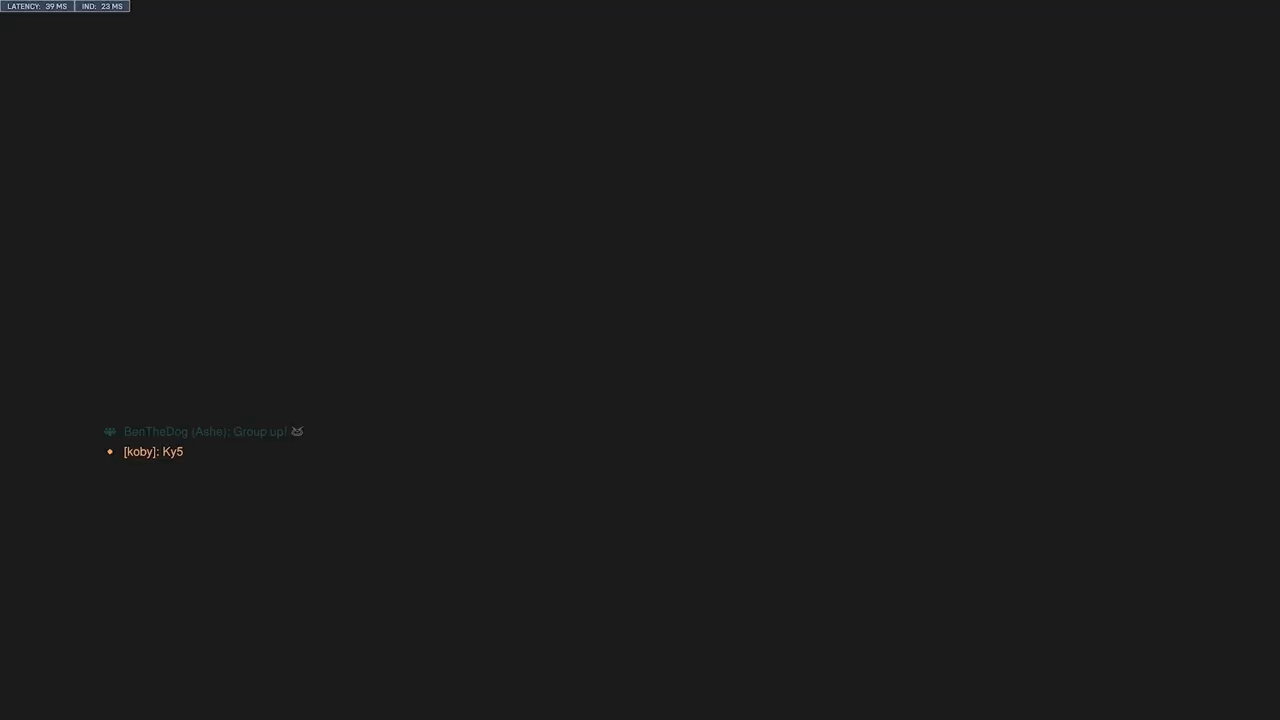 LATENCY: 39 MS IND: 23 MS
BenTheDog (Ashe): Group up!
[koby]: Ky5